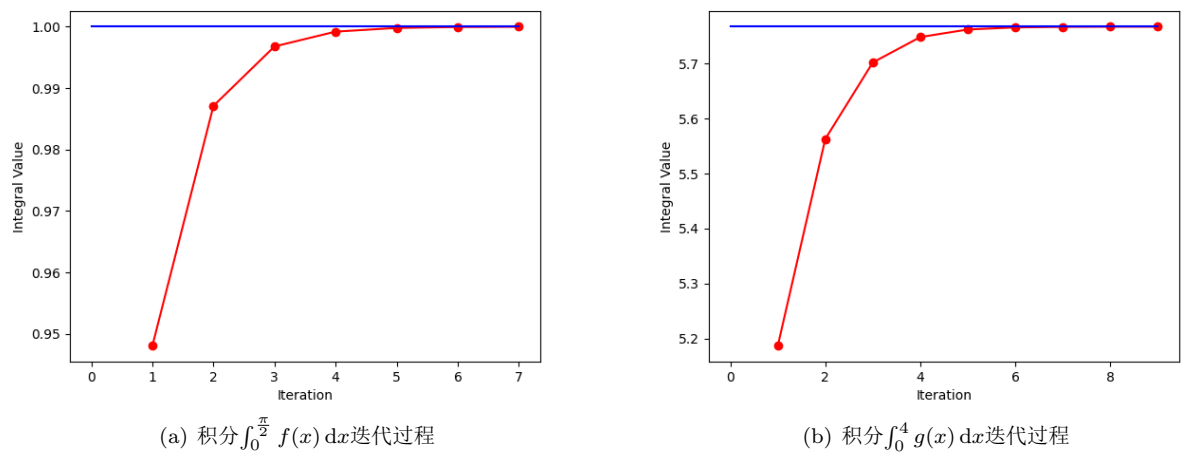 1.00
0.99
0.98
0.97
0.96
0.95
Integral Value
0 1 2 3 4 5 6 7
Iteration
(a) 积分∫₀^{π/2} f(x) dx迭代过程
5.7
5.6
5.5
5.4
5.3
5.2
Integral Value
0 2 4 6 8
Iteration
(b) 积分∫₀⁴ g(x) dx迭代过程